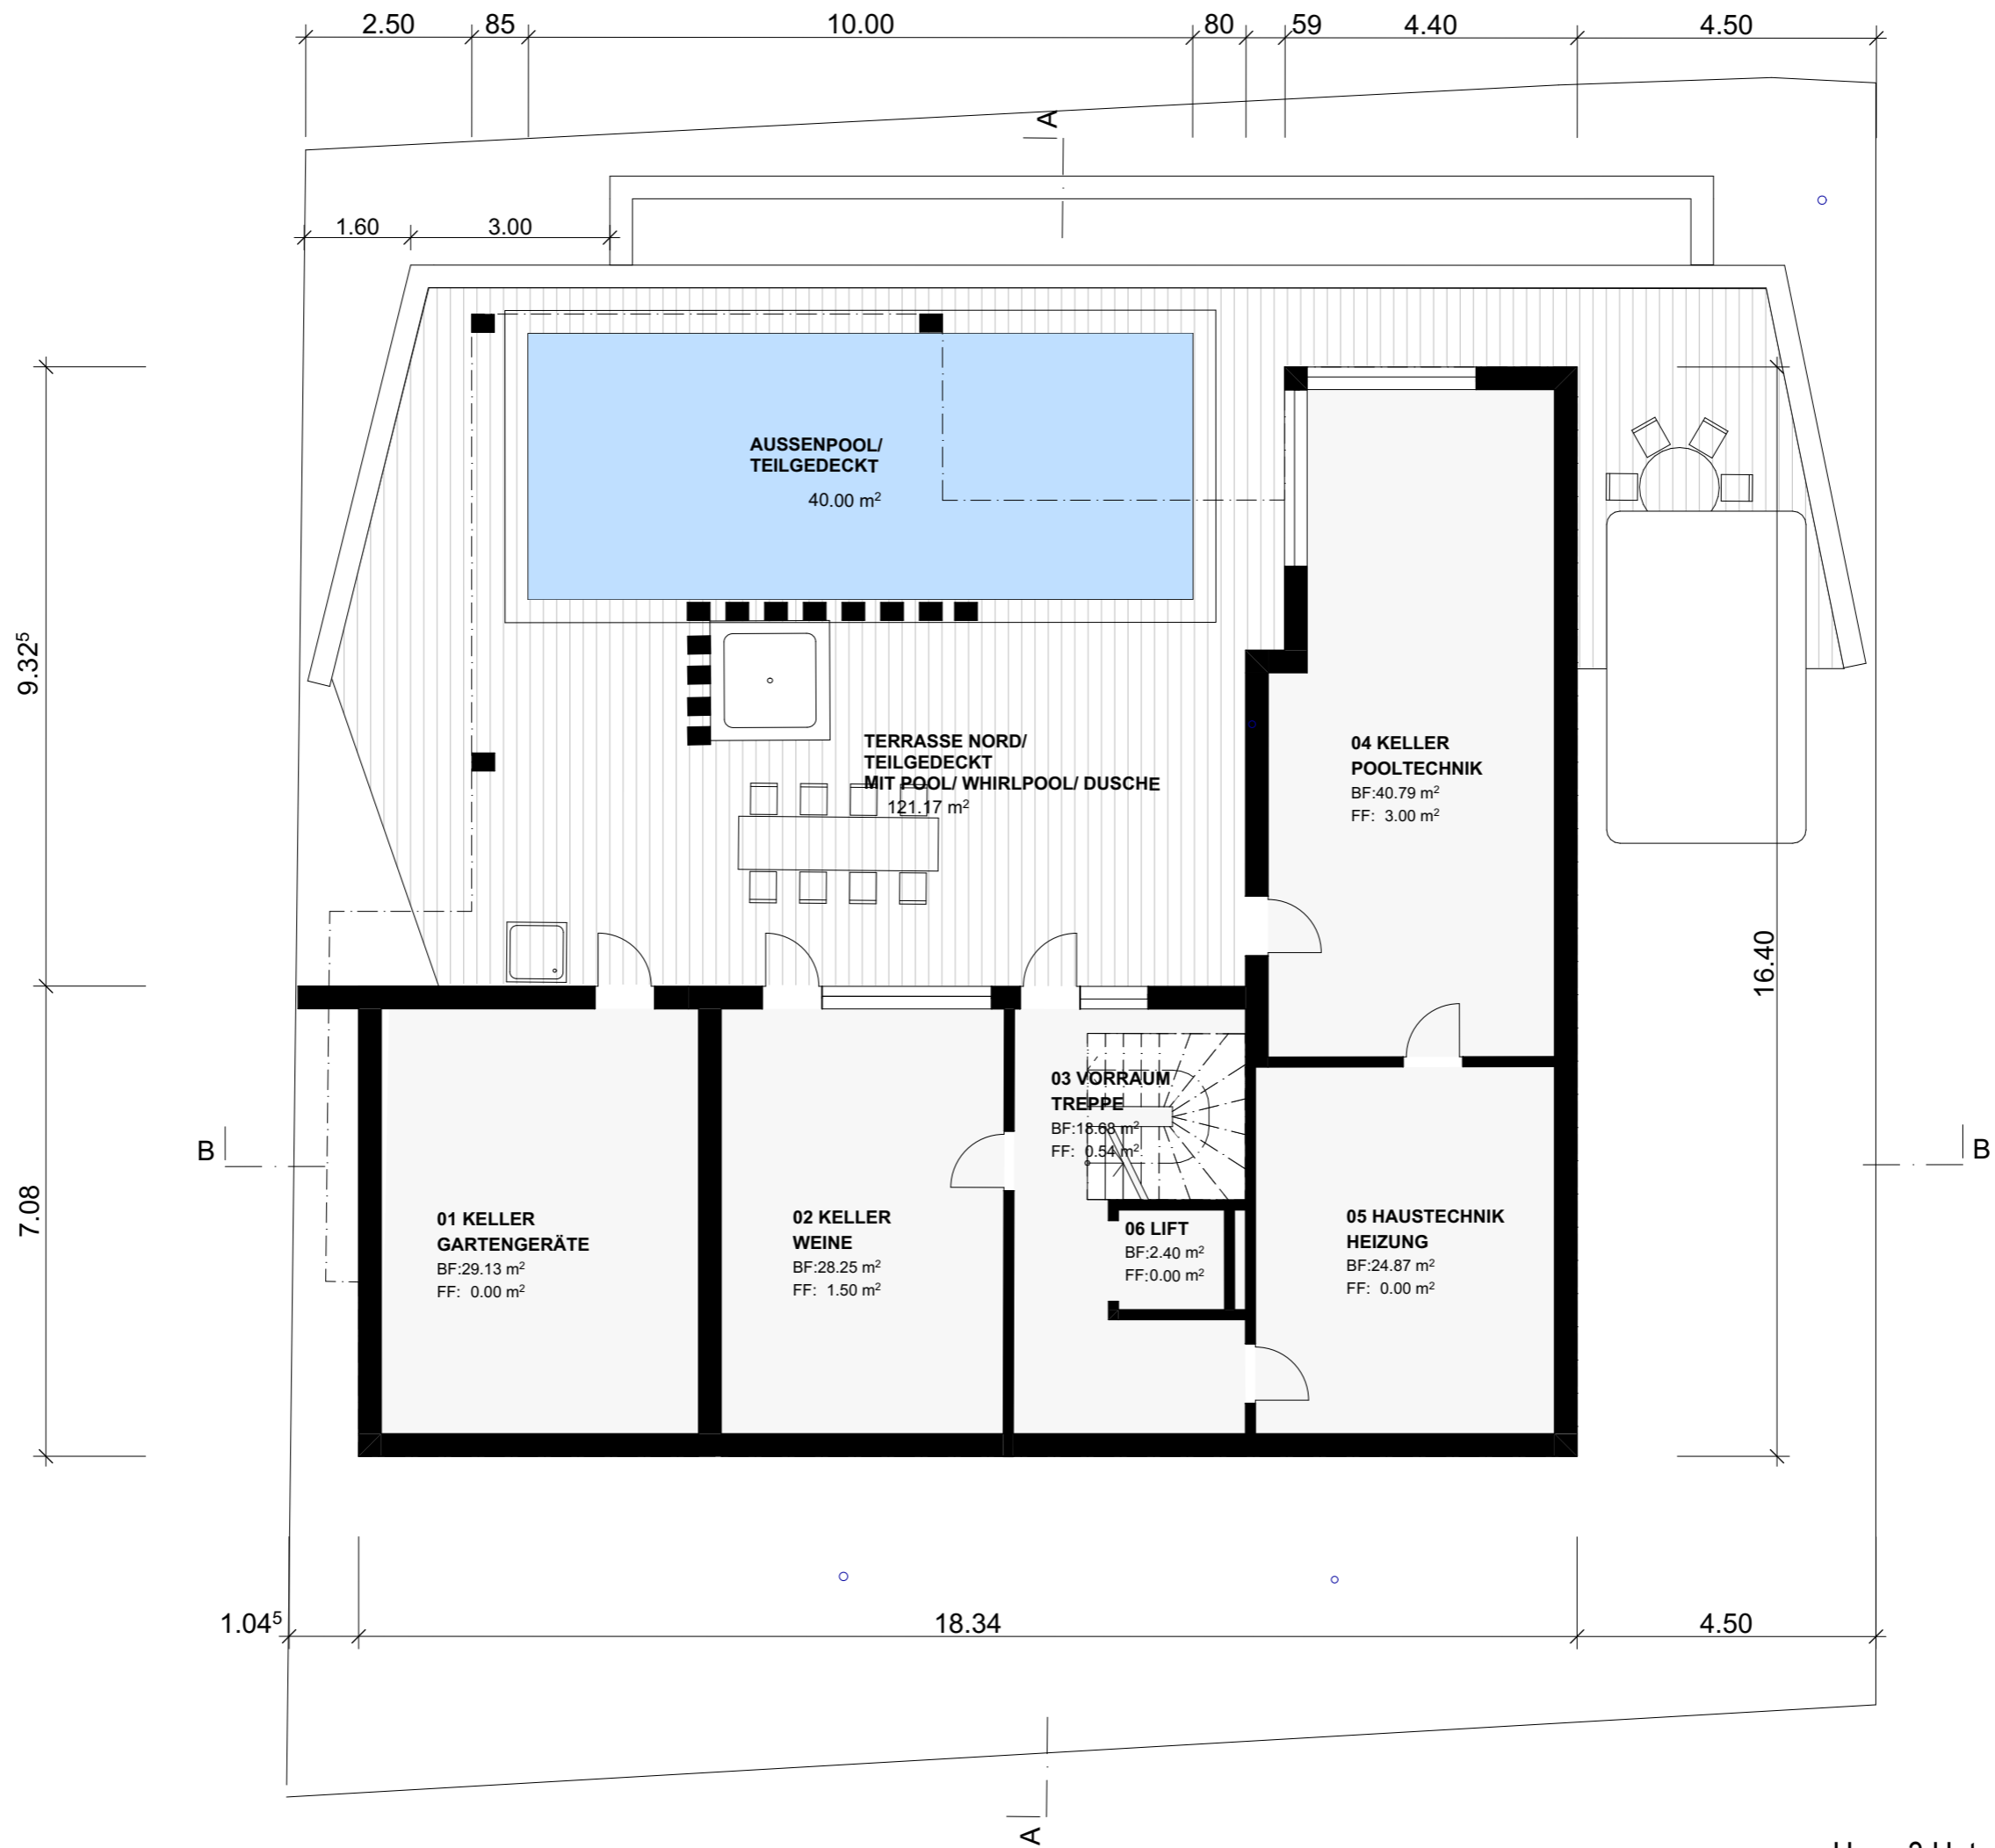 2.50 85 10.00 80 59 4.40 4.50
A
1.60 3.00
AUSSENPOOL/
TEILGEDECKT
40.00 m²
9.32⁵
TERRASSE NORD/
TEILGEDECKT
MIT POOL/ WHIRLPOOL/ DUSCHE
121.17 m²
04 KELLER
POOLTECHNIK
BF:40.79 m²
FF: 3.00 m²
16.40
03 VORRAUM
TREPPE
BF:18.68 m²
FF: 0.54 m²
B
B
7.08
01 KELLER
GARTENGERÄTE
BF:29.13 m²
FF: 0.00 m²
02 KELLER
WEINE
BF:28.25 m²
FF: 1.50 m²
06 LIFT
BF:2.40 m²
FF:0.00 m²
05 HAUSTECHNIK
HEIZUNG
BF:24.87 m²
FF: 0.00 m²
1.04⁵ 18.34 4.50
A